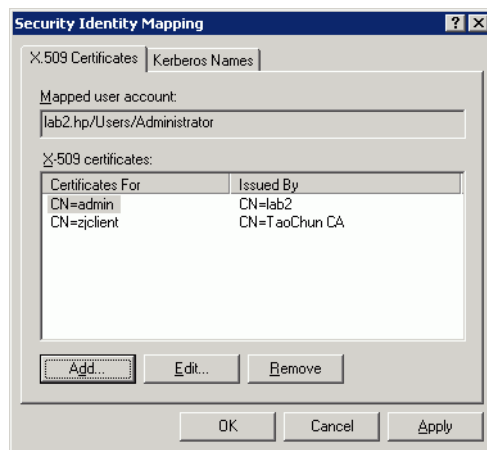 Security Identity Mapping
X.509 Certificates Kerberos Names
Mapped user account:
lab2.hp/Users/Administrator
X-509 certificates:
Certificates For Issued By
CN=admin CN=lab2
CN=zjclient CN=TaoChun CA
Add... Edit... Remove
OK Cancel Apply